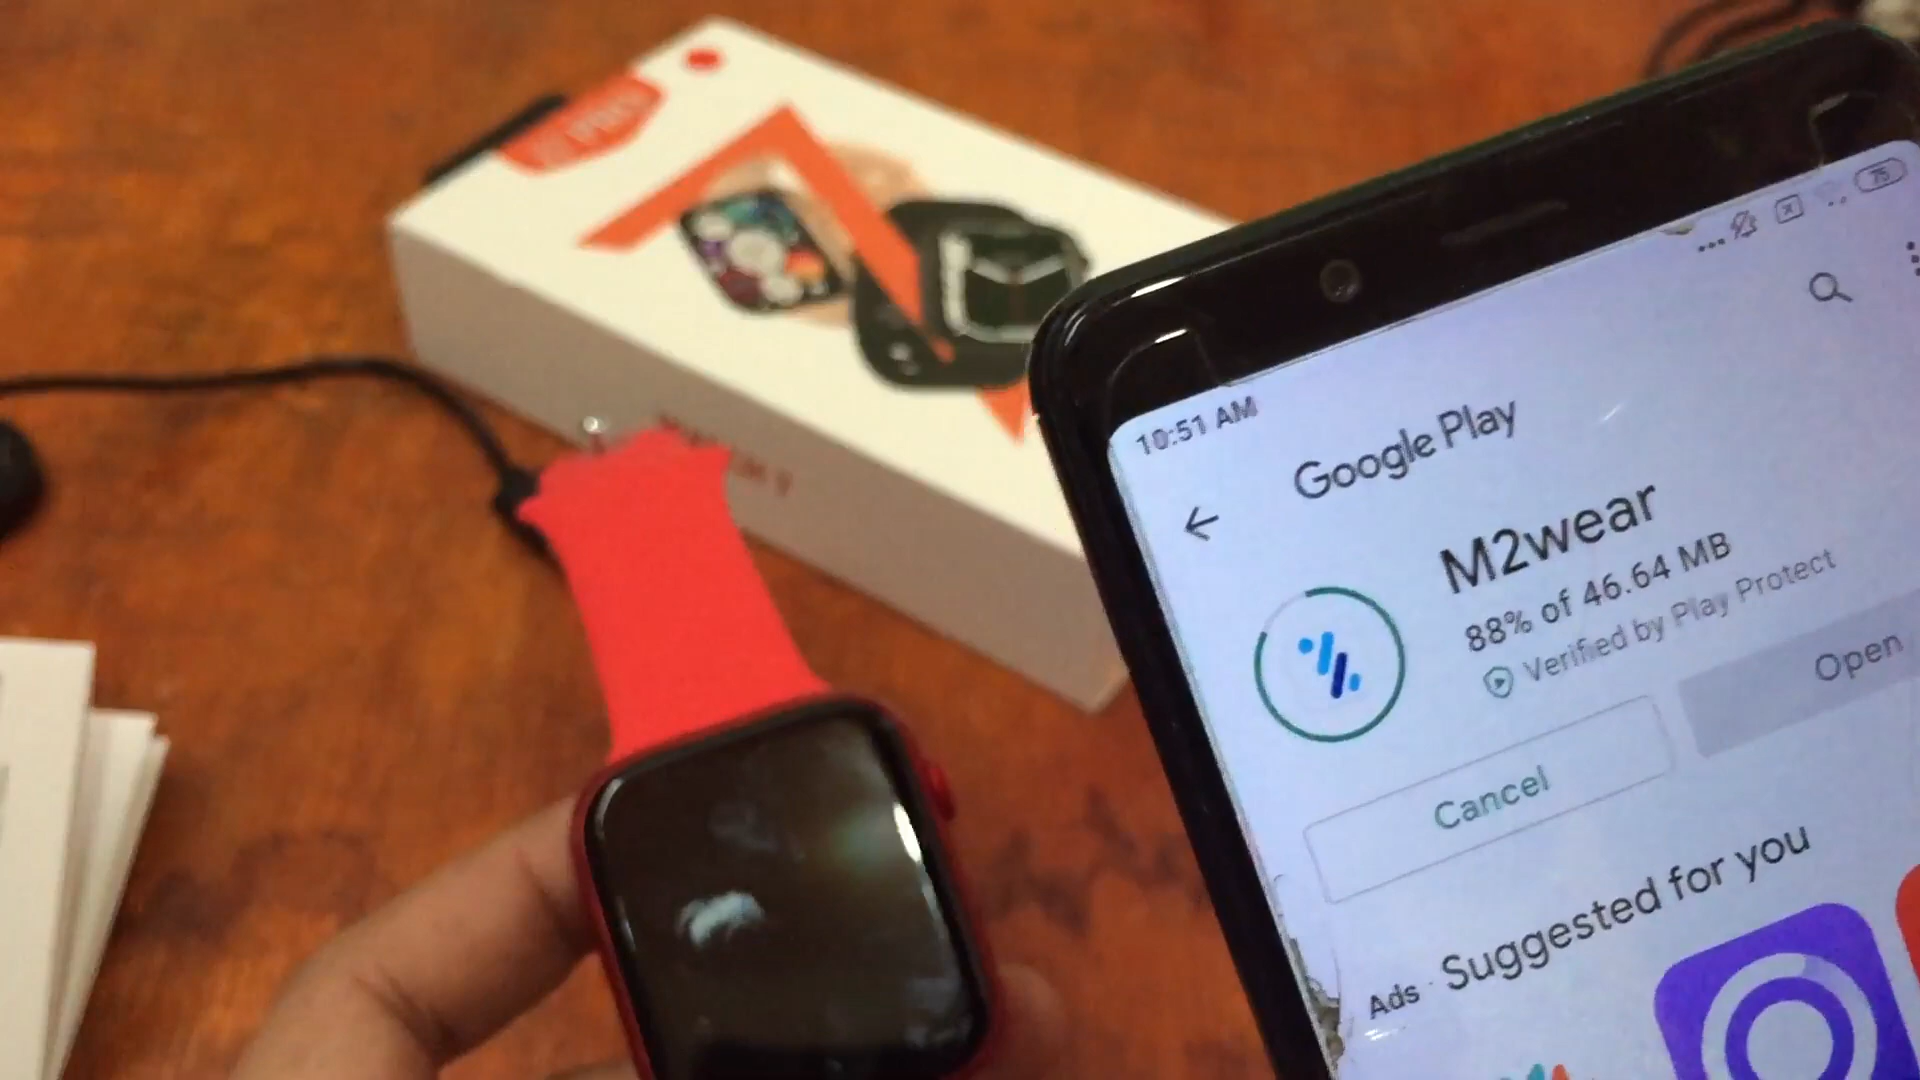 10:51 AM
75
Google Play
M2wear
88% of 46.64 MB
Verified by Play Protect
Cancel
Open
Ads · Suggested for you